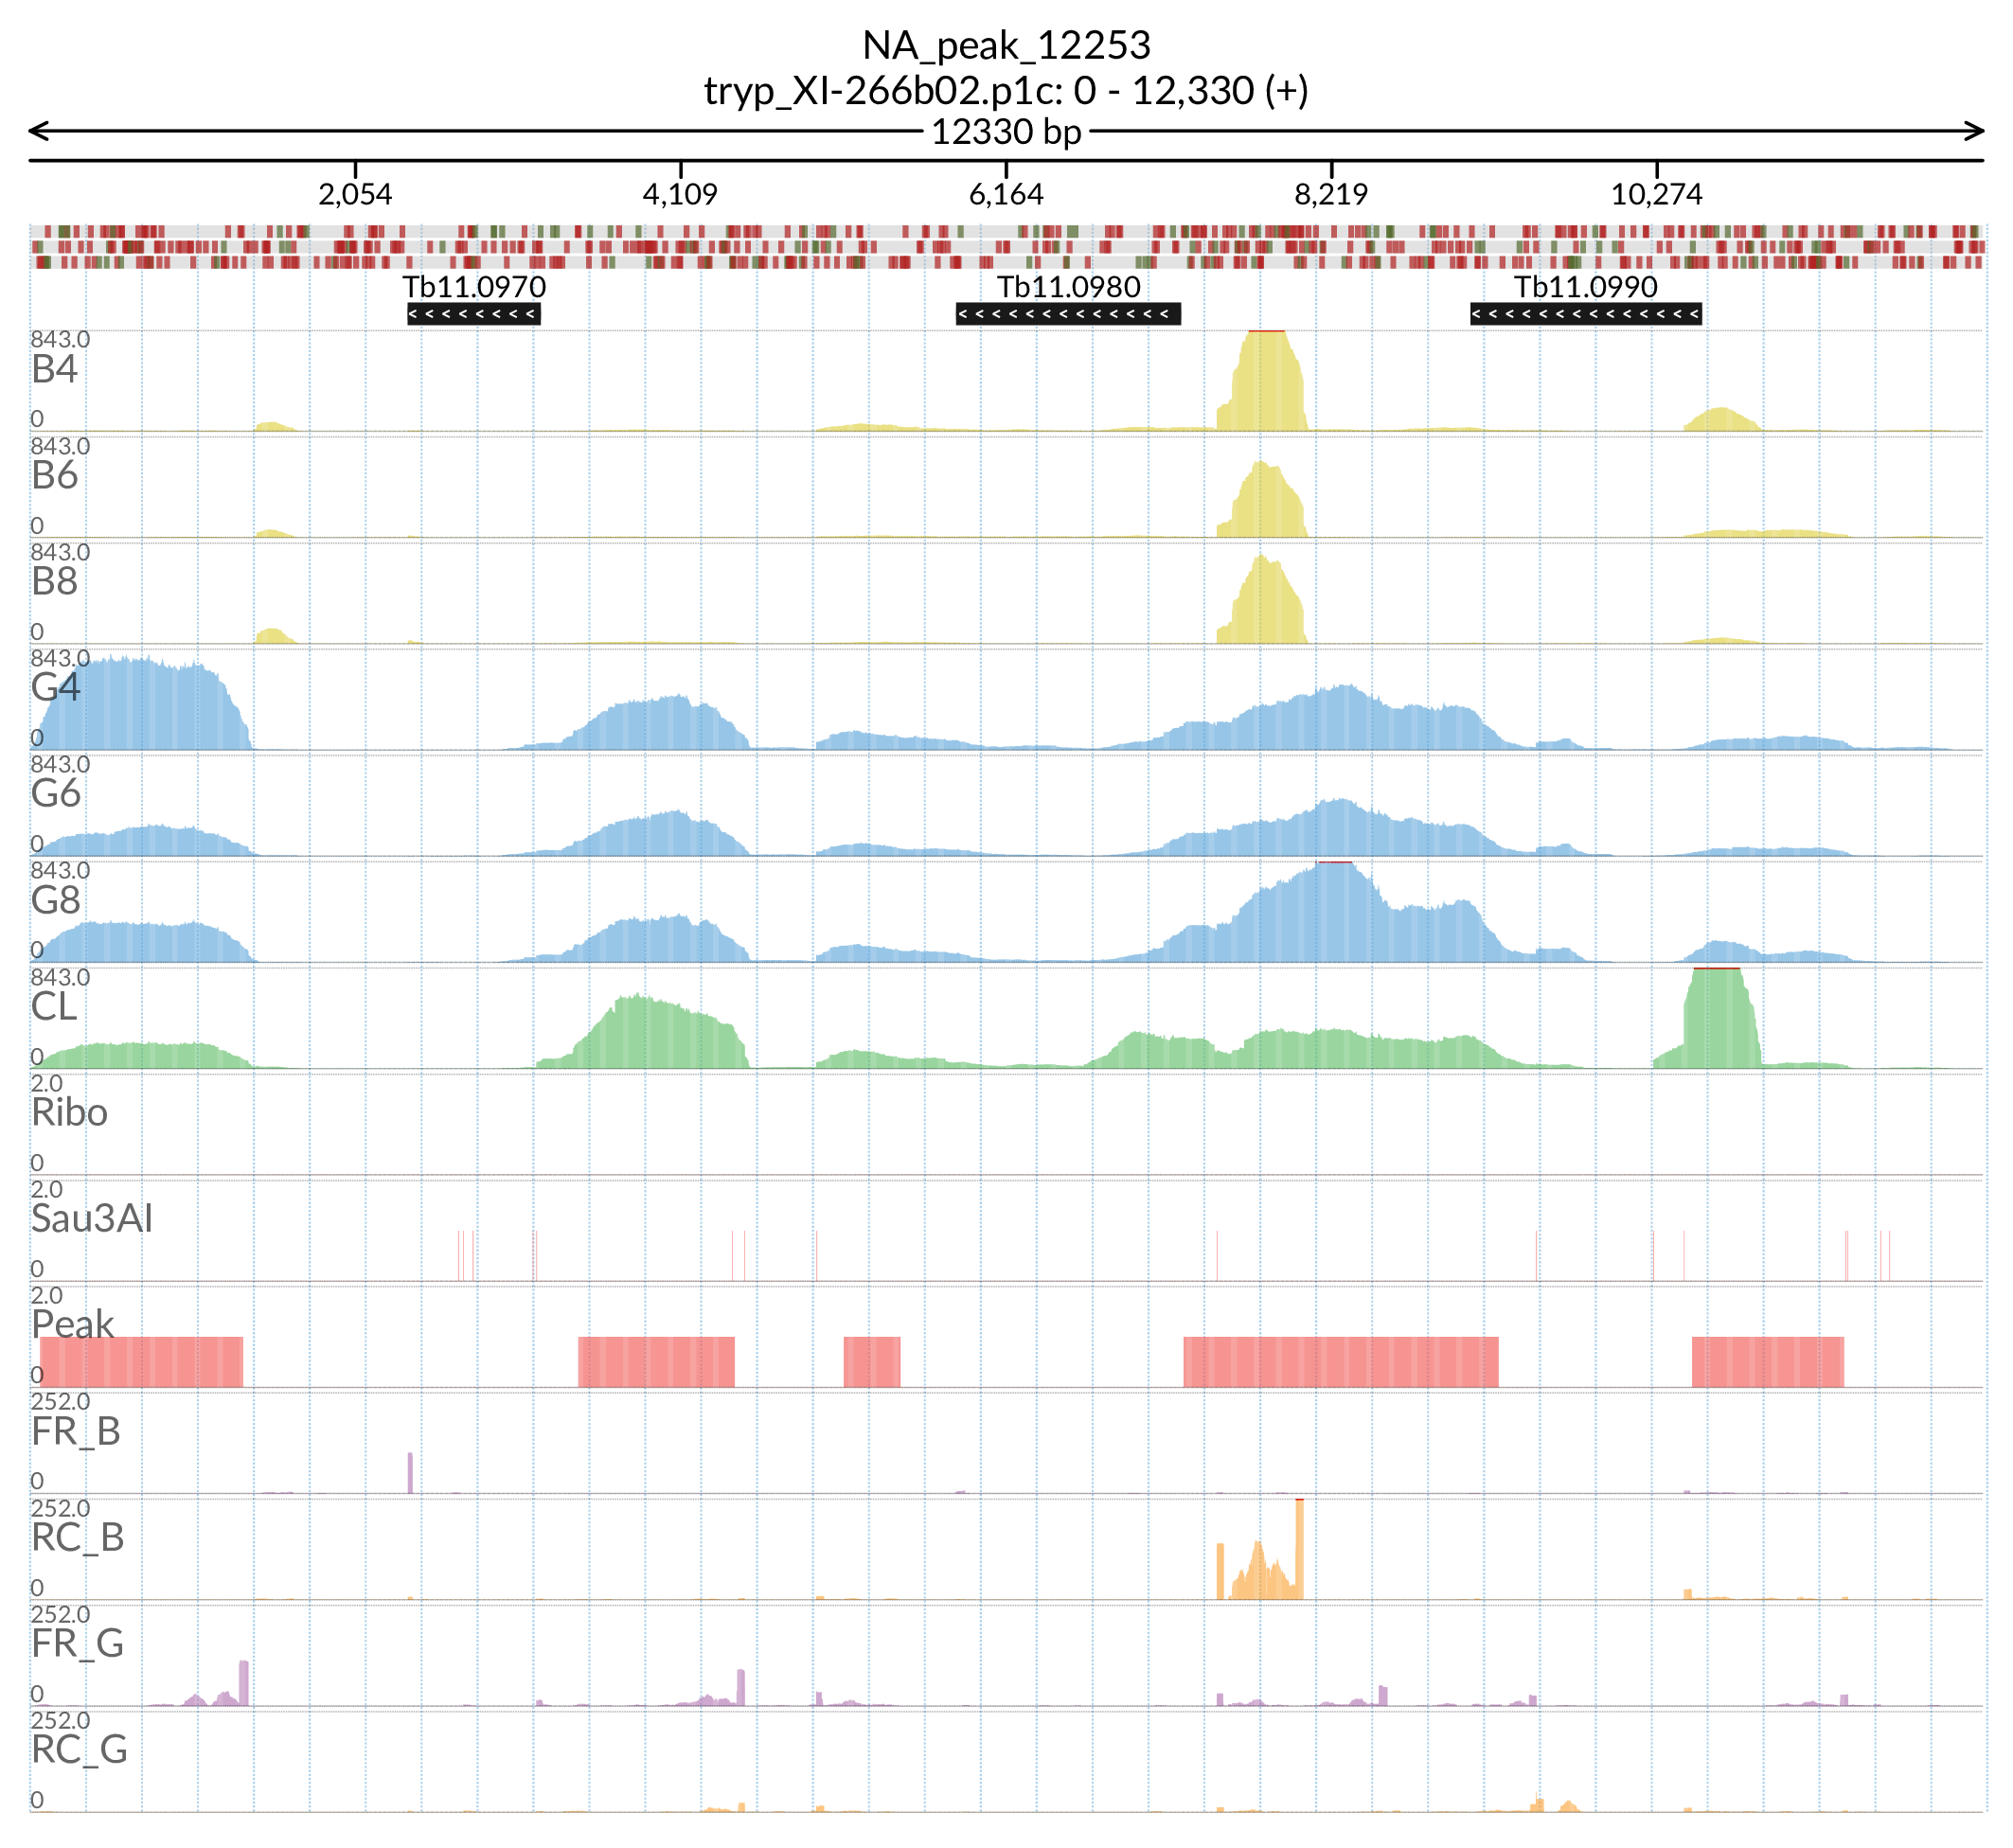 NA_peak_12253
tryp_XI-266b02.p1c: 0 - 12,330 (+)
12330 bp
2,054 4,109 6,164 8,219 10,274
Tb11.0970 Tb11.0980 Tb11.0990
843.0
B4
0
843.0
B6
0
843.0
B8
0
843.0
G4
0
843.0
G6
0
843.0
G8
0
843.0
CL
0
2.0
Ribo
0
2.0
Sau3AI
0
2.0
Peak
0
252.0
FR_B
0
252.0
RC_B
0
252.0
FR_G
0
252.0
RC_G
0